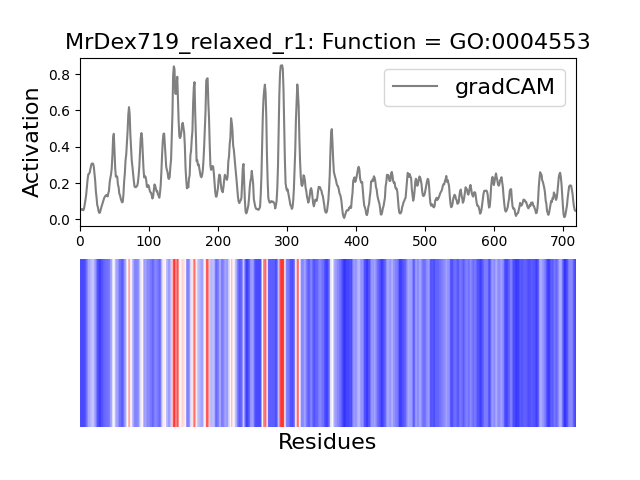 MrDex719_relaxed_r1: Function = GO:0004553
Activation
0.8
0.6
0.4
0.2
0.0
gradCAM
0 100 200 300 400 500 600 700
Residues